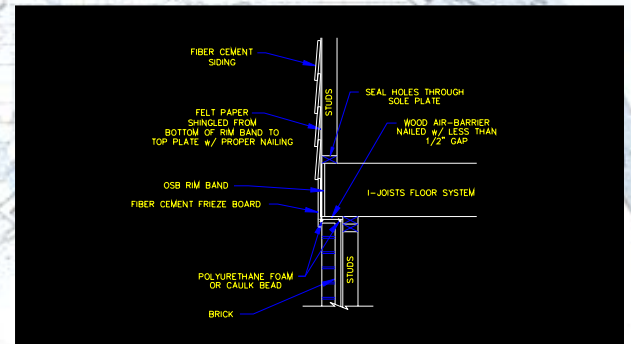 FIBER CEMENT
SIDING
STUDS
SEAL HOLES THROUGH
SOLE PLATE
FELT PAPER
SHINGLED FROM
BOTTOM OF RIM BAND TO
TOP PLATE w/ PROPER NAILING
WOOD AIR-BARRIER
NAILED w/ LESS THAN
1/2" GAP
OSB RIM BAND
I-JOISTS FLOOR SYSTEM
FIBER CEMENT FRIEZE BOARD
STUDS
POLYURETHANE FOAM
OR CAULK BEAD
BRICK